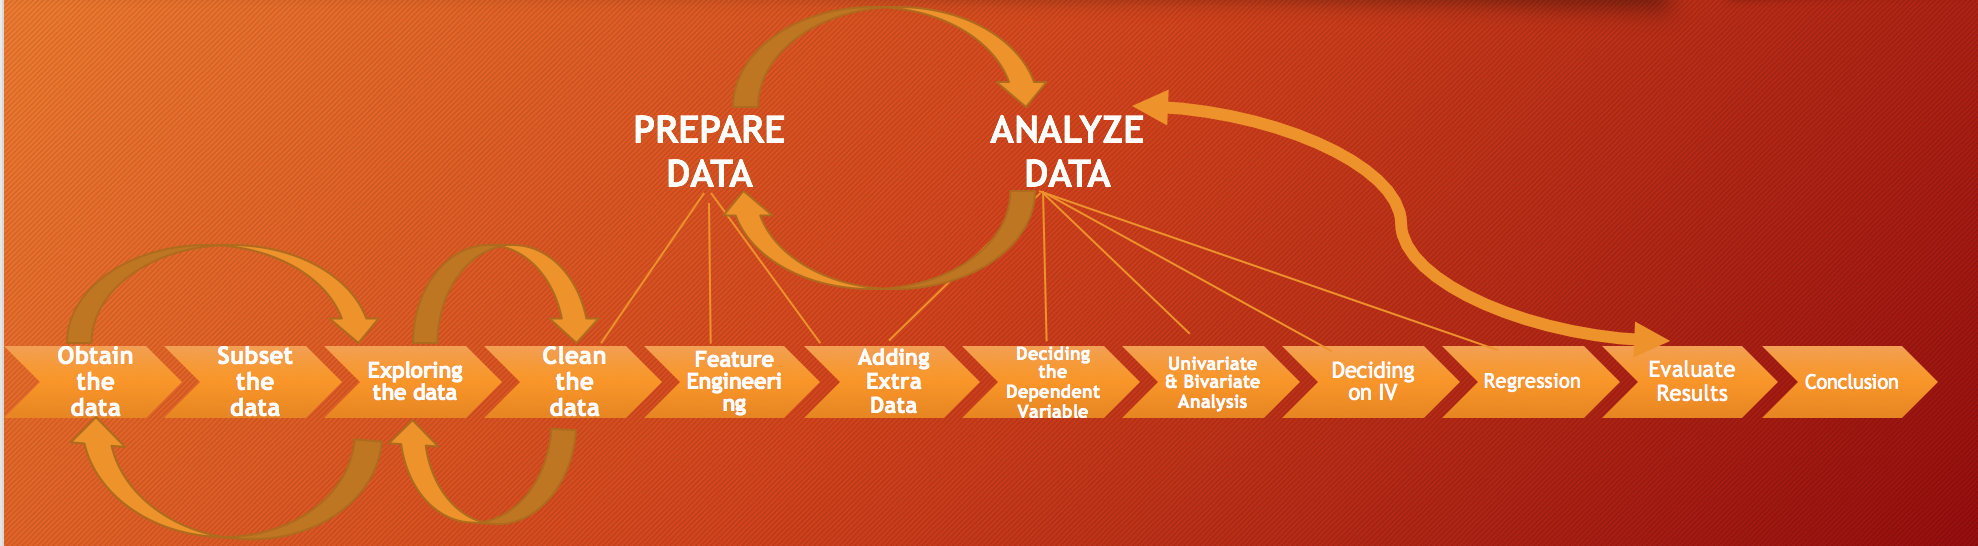 PREPARE
DATA
ANALYZE
DATA
Obtain
the
data
Subset
the
data
Exploring
the data
Clean
the
data
Feature
Engineeri
ng
Adding
Extra
Data
Deciding
the
Dependent
Variable
Univariate
& Bivariate
Analysis
Deciding
on IV
Regression
Evaluate
Results
Conclusion